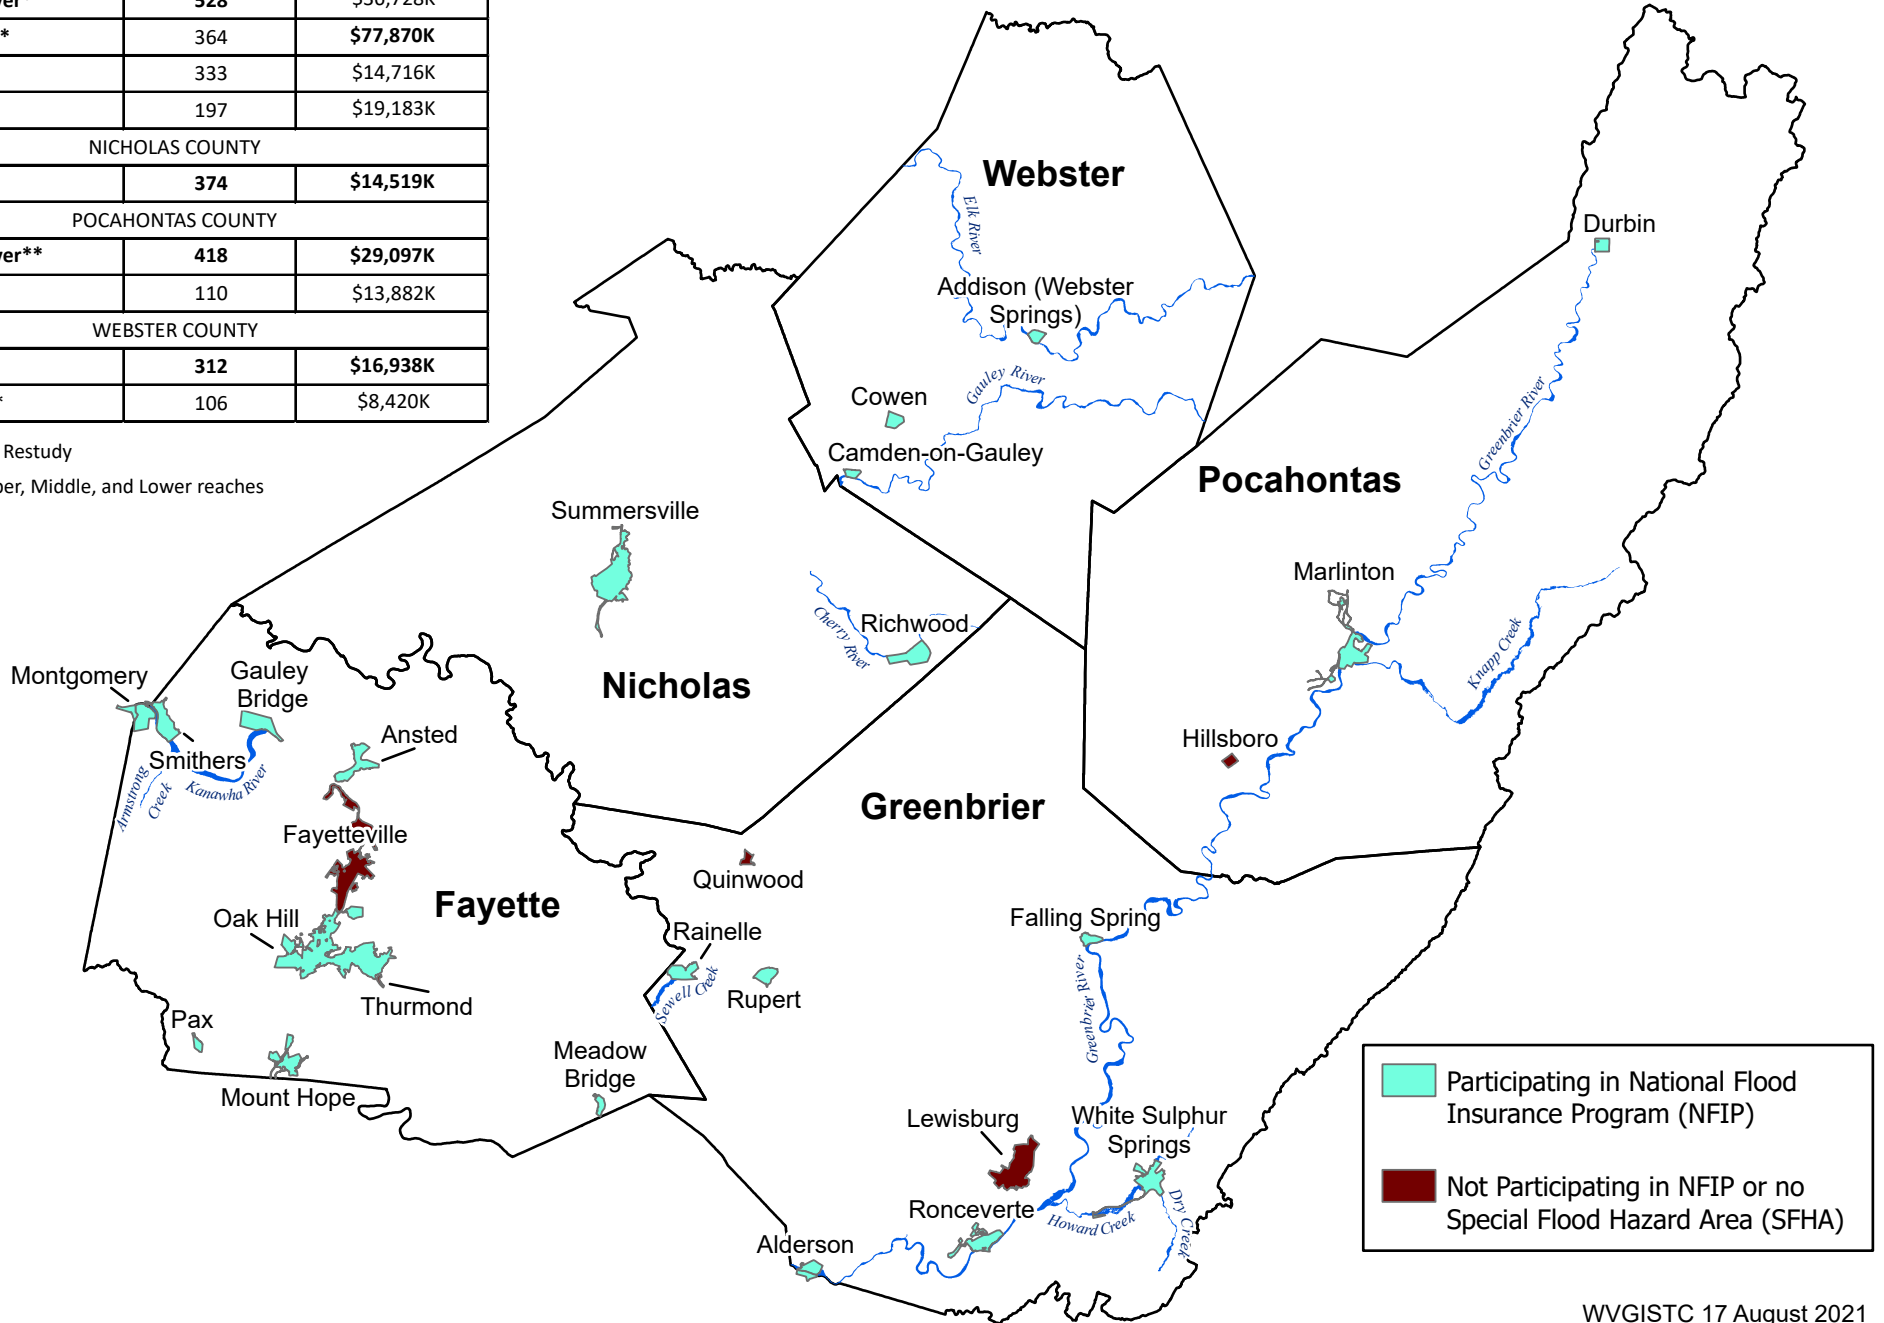 528 $36,728K
364 $77,870K
333 $14,716K
197 $19,183K
NICHOLAS COUNTY
374 $14,519K
POCAHONTAS COUNTY
418 $29,097K
110 $13,882K
WEBSTER COUNTY
312 $16,938K
106 $8,420K
Restudy
Middle, and Lower reaches
Webster
Elk River
Addison (Webster
Springs)
Gauley River
Cowen
Camden-on-Gauley
Durbin
Greenbrier River
Pocahontas
Marlinton
Knapp Creek
Hillsboro
Summersville
Cherry River
Richwood
Nicholas
Montgomery
Gauley
Bridge
Smithers
Armstrong
Creek
Kanawha River
Ansted
Fayetteville
Fayette
Oak Hill
Thurmond
Pax
Mount Hope
Meadow
Bridge
Greenbrier
Quinwood
Rainelle
Sewell Creek
Rupert
Falling Spring
Greenbrier River
Lewisburg
White Sulphur
Springs
Ronceverte
Howard Creek
Dry Creek
Alderson
Participating in National Flood
Insurance Program (NFIP)
Not Participating in NFIP or no
Special Flood Hazard Area (SFHA)
WVGISTC 17 August 2021